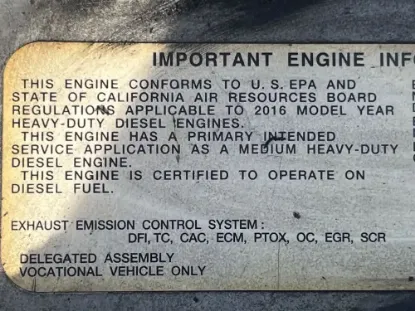 IMPORTANT ENGINE INFO
THIS ENGINE CONFORMS TO U.S. EPA AND
STATE OF CALIFORNIA AIR RESOURCES BOARD
REGULATIONS APPLICABLE TO 2016 MODEL YEAR
HEAVY-DUTY DIESEL ENGINES.
THIS ENGINE HAS A PRIMARY INTENDED
SERVICE APPLICATION AS A MEDIUM HEAVY-DUTY
DIESEL ENGINE.
THIS ENGINE IS CERTIFIED TO OPERATE ON
DIESEL FUEL.
EXHAUST EMISSION CONTROL SYSTEM:
DFI, TC, CAC, ECM, PTOX, OC, EGR, SCR
DELEGATED ASSEMBLY
VOCATIONAL VEHICLE ONLY